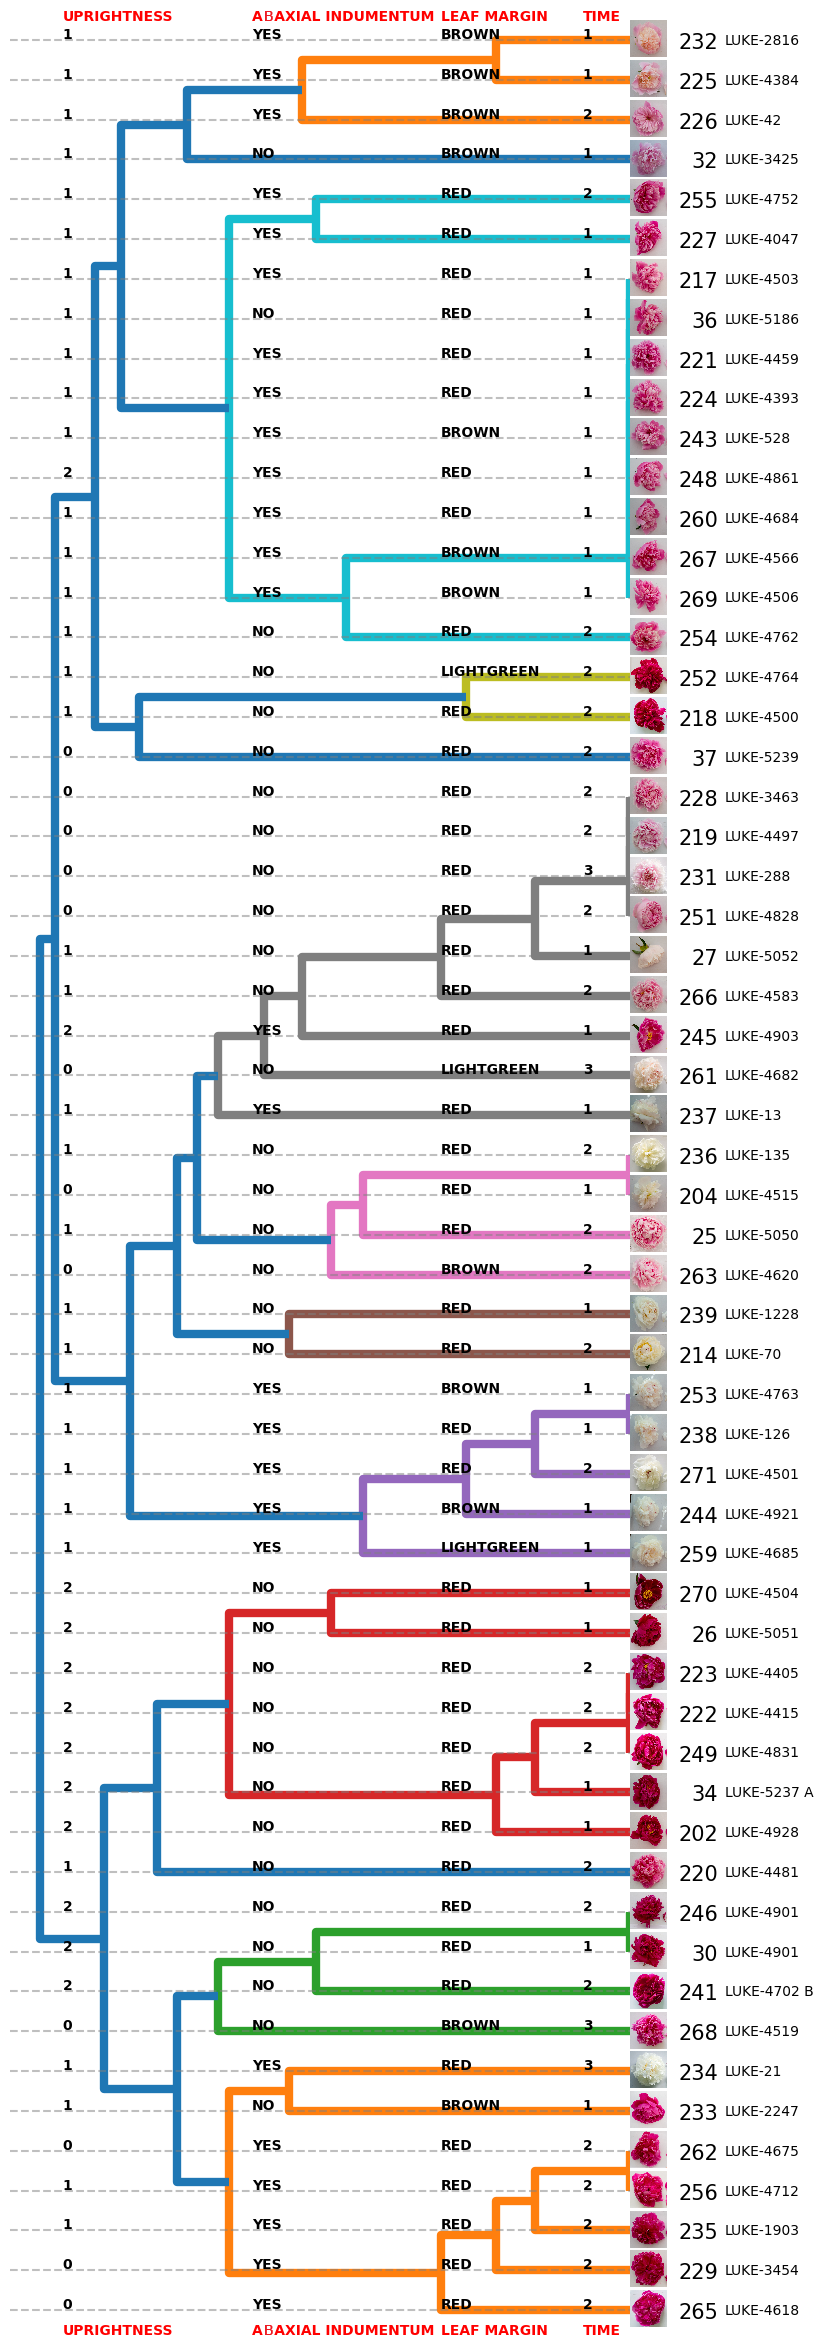 UPRIGHTNESS ABAXIAL INDUMENTUM LEAF MARGIN TIME
1 YES BROWN 1 232 LUKE-2816
1 YES BROWN 1 225 LUKE-4384
1 YES BROWN 2 226 LUKE-42
1 NO BROWN 1 32 LUKE-3425
1 YES RED 2 255 LUKE-4752
1 YES RED 1 227 LUKE-4047
1 YES RED 1 217 LUKE-4503
1 NO RED 1 36 LUKE-5186
1 YES RED 1 221 LUKE-4459
1 YES RED 1 224 LUKE-4393
1 YES BROWN 1 243 LUKE-528
2 YES RED 1 248 LUKE-4861
1 YES RED 1 260 LUKE-4684
1 YES BROWN 1 267 LUKE-4566
1 YES BROWN 1 269 LUKE-4506
1 NO RED 2 254 LUKE-4762
1 NO LIGHTGREEN 2 252 LUKE-4764
1 NO RED 2 218 LUKE-4500
0 NO RED 2 37 LUKE-5239
0 NO RED 2 228 LUKE-3463
0 NO RED 2 219 LUKE-4497
0 NO RED 3 231 LUKE-288
0 NO RED 2 251 LUKE-4828
1 NO RED 1 27 LUKE-5052
1 NO RED 2 266 LUKE-4583
2 YES RED 1 245 LUKE-4903
0 NO LIGHTGREEN 3 261 LUKE-4682
1 YES RED 1 237 LUKE-13
1 NO RED 2 236 LUKE-135
0 NO RED 1 204 LUKE-4515
1 NO RED 2 25 LUKE-5050
0 NO BROWN 2 263 LUKE-4620
1 NO RED 1 239 LUKE-1228
1 NO RED 2 214 LUKE-70
1 YES BROWN 1 253 LUKE-4763
1 YES RED 1 238 LUKE-126
1 YES RED 2 271 LUKE-4501
1 YES BROWN 1 244 LUKE-4921
1 YES LIGHTGREEN 1 259 LUKE-4685
2 NO RED 1 270 LUKE-4504
2 NO RED 1 26 LUKE-5051
2 NO RED 2 223 LUKE-4405
2 NO RED 2 222 LUKE-4415
2 NO RED 2 249 LUKE-4831
2 NO RED 1 34 LUKE-5237 A
2 NO RED 1 202 LUKE-4928
1 NO RED 2 220 LUKE-4481
2 NO RED 2 246 LUKE-4901
2 NO RED 1 30 LUKE-4901
2 NO RED 2 241 LUKE-4702 B
0 NO BROWN 3 268 LUKE-4519
1 YES RED 3 234 LUKE-21
1 NO BROWN 1 233 LUKE-2247
0 YES RED 2 262 LUKE-4675
1 YES RED 2 256 LUKE-4712
1 YES RED 2 235 LUKE-1903
0 YES RED 2 229 LUKE-3454
0 YES RED 2 265 LUKE-4618
UPRIGHTNESS ABAXIAL INDUMENTUM LEAF MARGIN TIME